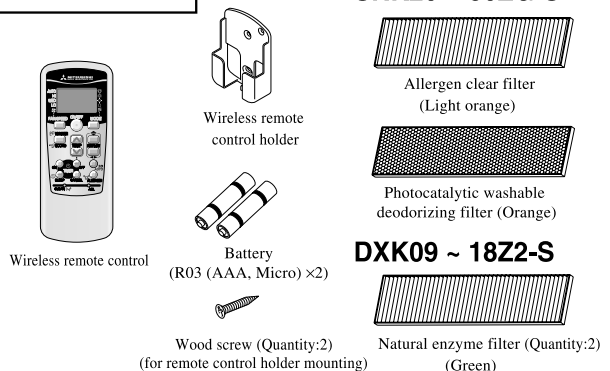 MITSUBISHI
Wireless remote control
Wireless remote
control holder
Battery
(R03 (AAA, Micro) ×2)
Wood screw (Quantity:2)
(for remote control holder mounting)
Allergen clear filter
(Light orange)
Photocatalytic washable
deodorizing filter (Orange)
DXK09 ~ 18Z2-S
Natural enzyme filter (Quantity:2)
(Green)